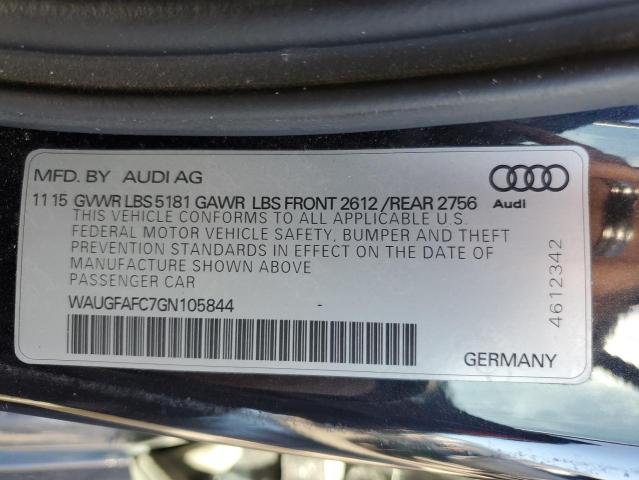 MFD. BY AUDI AG
11 15 GVWR LBS 5181 GAWR LBS FRONT 2612 /REAR 2756
Audi
THIS VEHICLE CONFORMS TO ALL APPLICABLE U.S.
FEDERAL MOTOR VEHICLE SAFETY, BUMPER AND THEFT
PREVENTION STANDARDS IN EFFECT ON THE DATE OF
MANUFACTURE SHOWN ABOVE
PASSENGER CAR
WAUGFAFC7GN105844 -
4612342
GERMANY